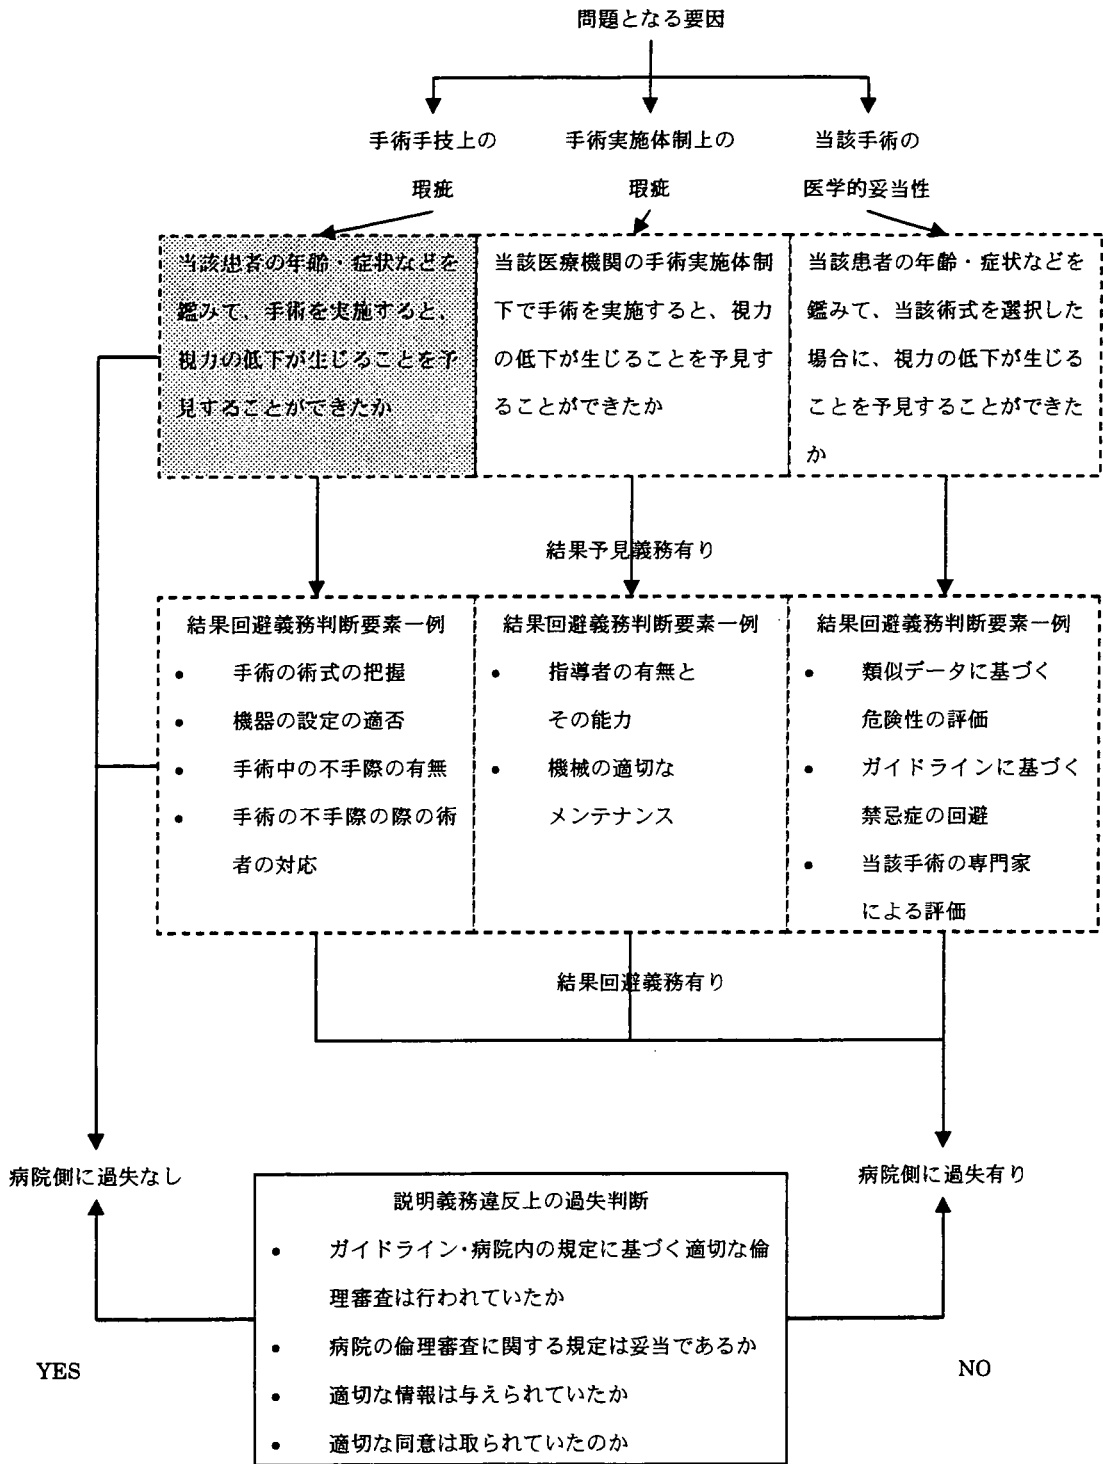 問題となる要因
手術手技上の
瑕疵
手術実施体制上の
瑕疵
当該手術の
医学的妥当性
当該患者の年齢・症状などを
鑑みて、手術を実施すると、
視力の低下が生じることを予
見することができたか
当該医療機関の手術実施体制
下で手術を実施すると、視力
の低下が生じることを予見す
ることができたか
当該患者の年齢・症状などを
鑑みて、当該術式を選択した
場合に、視力の低下が生じる
ことを予見することができた
か
結果予見義務有り
結果回避義務判断要素一例
• 手術の術式の把握
• 機器の設定の適否
• 手術中の不手際の有無
• 手術の不手際の際の術
者の対応
結果回避義務判断要素一例
• 指導者の有無と
その能力
• 機械の適切な
メンテナンス
結果回避義務判断要素一例
• 類似データに基づく
危険性の評価
• ガイドラインに基づく
禁忌症の回避
• 当該手術の専門家
による評価
結果回避義務有り
病院側に過失なし
病院側に過失有り
説明義務違反上の過失判断
• ガイドライン・病院内の規定に基づく適切な倫
理審査は行われていたか
• 病院の倫理審査に関する規定は妥当であるか
• 適切な情報は与えられていたか
• 適切な同意は取られていたのか
YES
NO